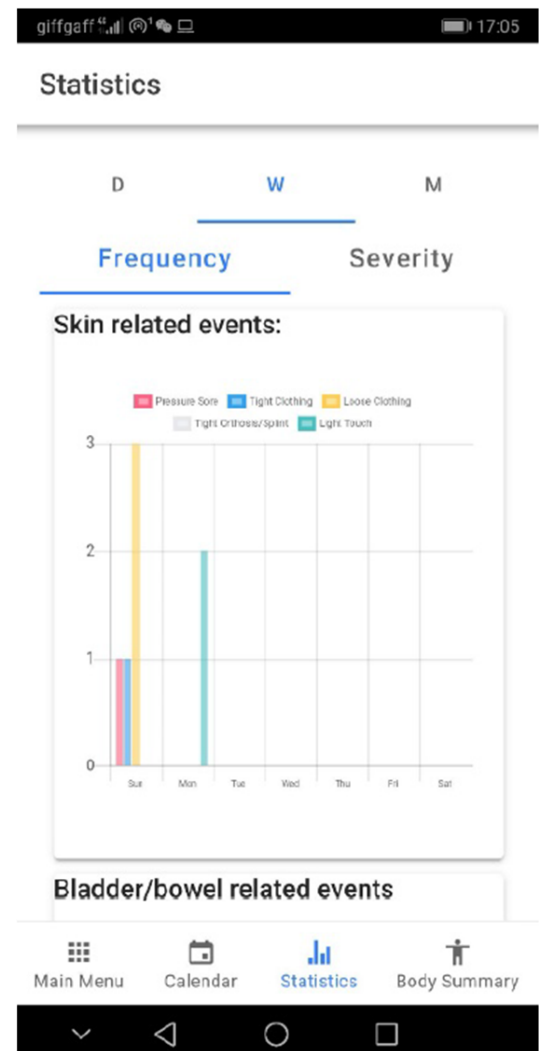 giffgaff 17:05
Statistics
D W M
Frequency Severity
Skin related events:
Pressure Sore Tight Clothing Loose Clothing
Tight Orthosis/Splint Light Touch
3
2
1
0
Sun Mon Tue Wed Thu Fri Sat
Bladder/bowel related events
Main Menu Calendar Statistics Body Summary